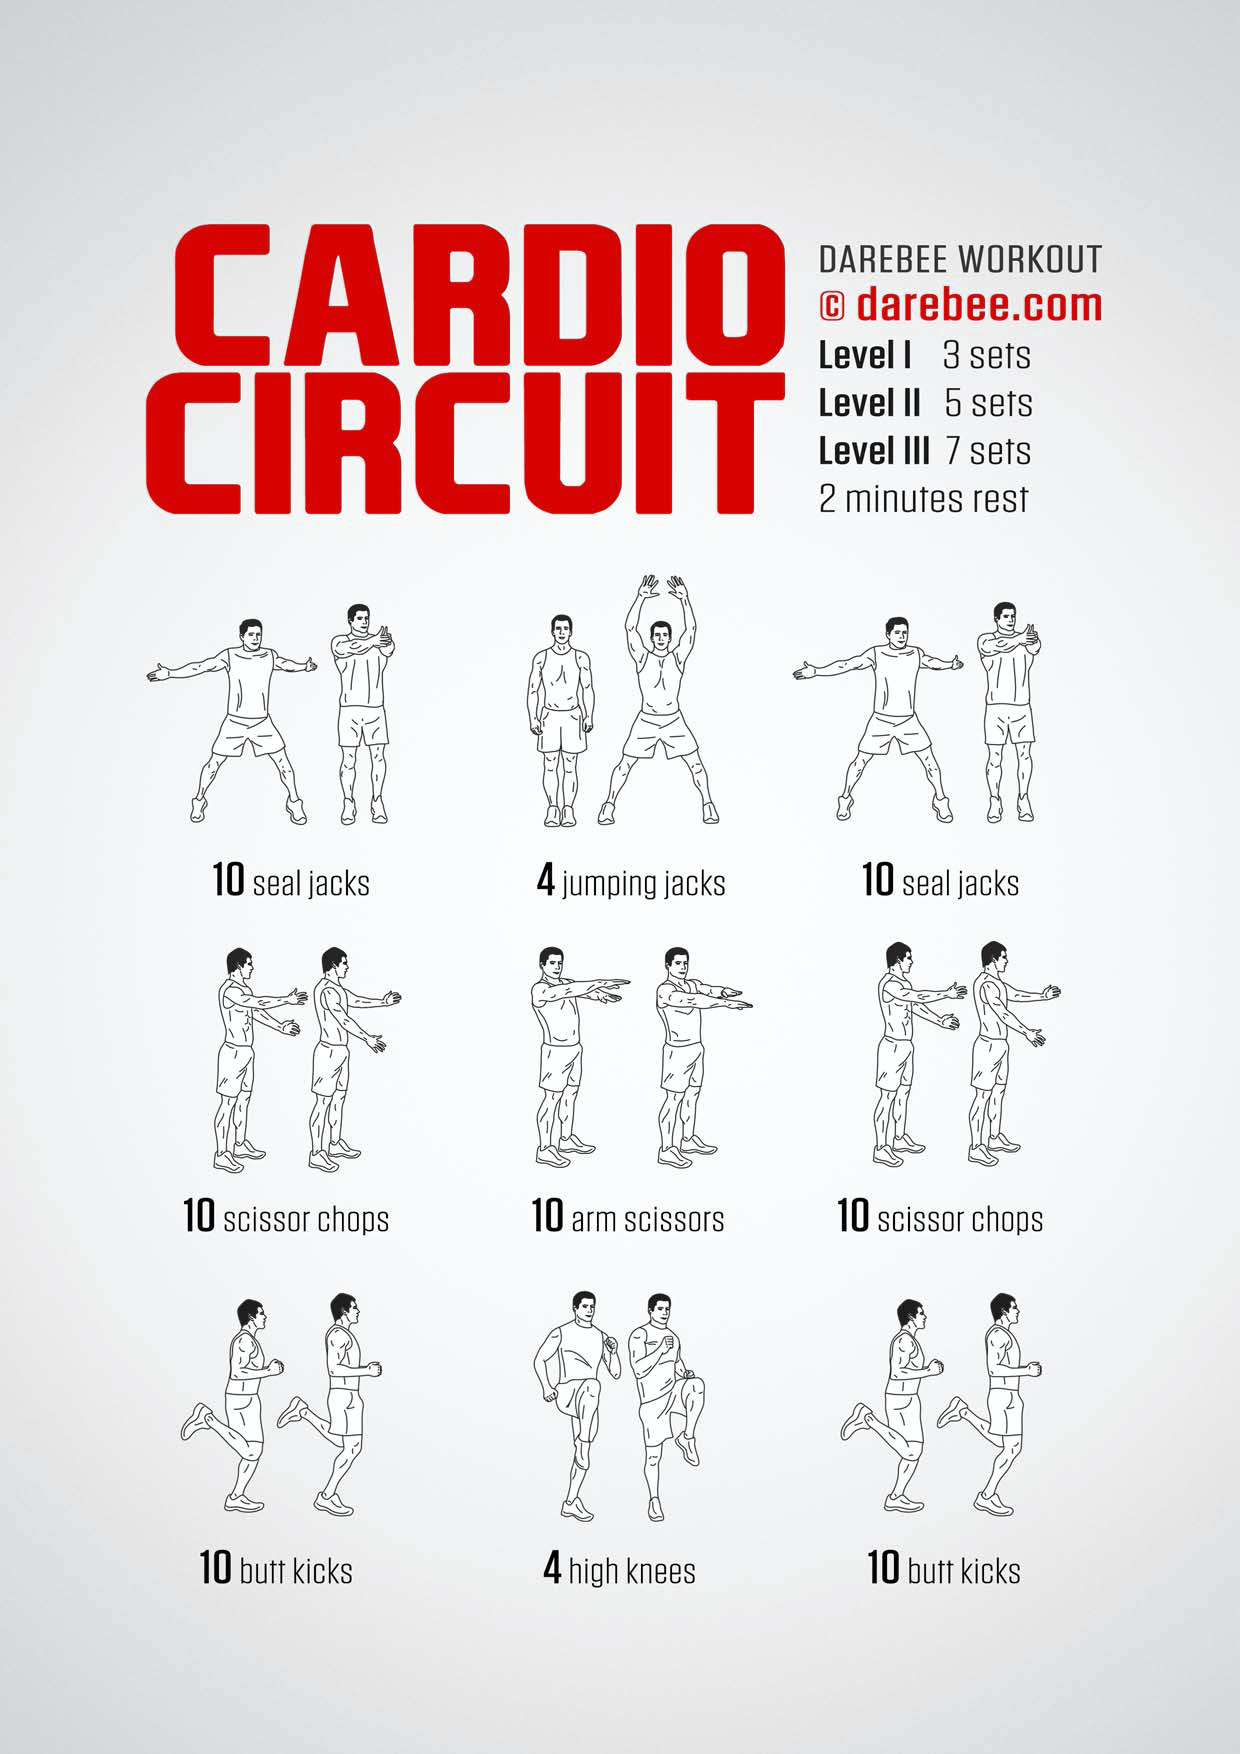 CARDIO
CIRCUIT
DAREBEE WORKOUT
© darebee.com
Level I 3 sets
Level II 5 sets
Level III 7 sets
2 minutes rest
10 seal jacks
4 jumping jacks
10 seal jacks
10 scissor chops
10 arm scissors
10 scissor chops
10 butt kicks
4 high knees
10 butt kicks